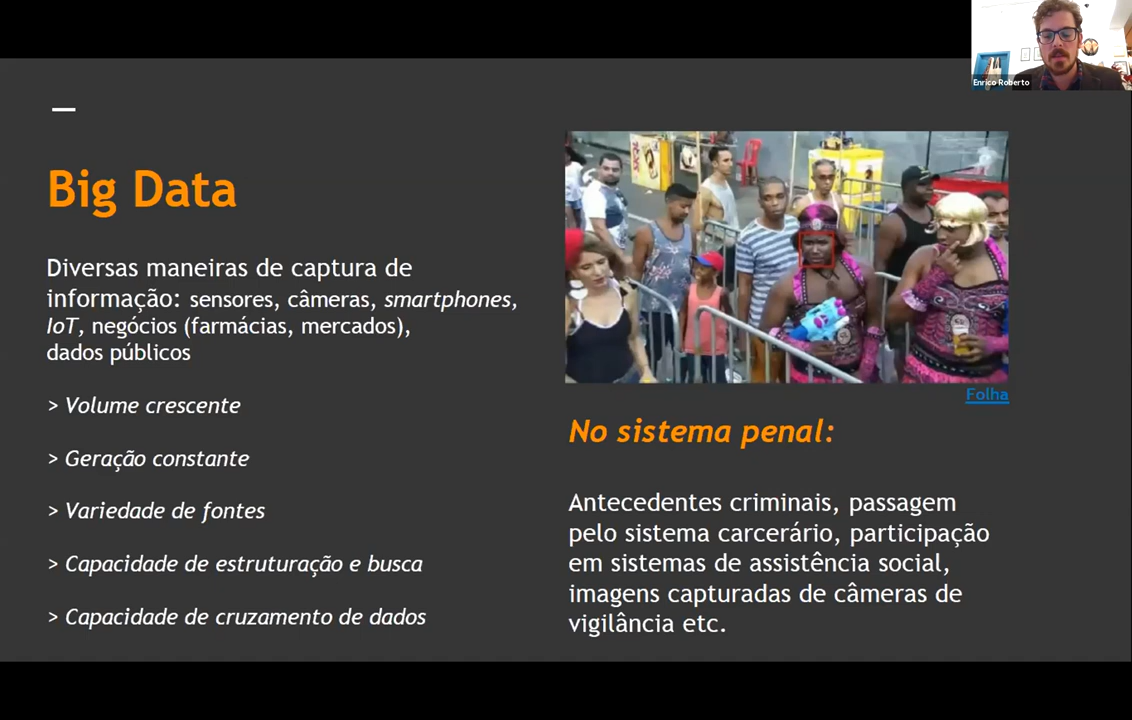 Enrico Roberto
Big Data
Diversas maneiras de captura de
informação: sensores, câmeras, smartphones,
IoT, negócios (farmácias, mercados),
dados públicos
> Volume crescente
> Geração constante
> Variedade de fontes
> Capacidade de estruturação e busca
> Capacidade de cruzamento de dados
Folha
No sistema penal:
Antecedentes criminais, passagem
pelo sistema carcerário, participação
em sistemas de assistência social,
imagens capturadas de câmeras de
vigilância etc.